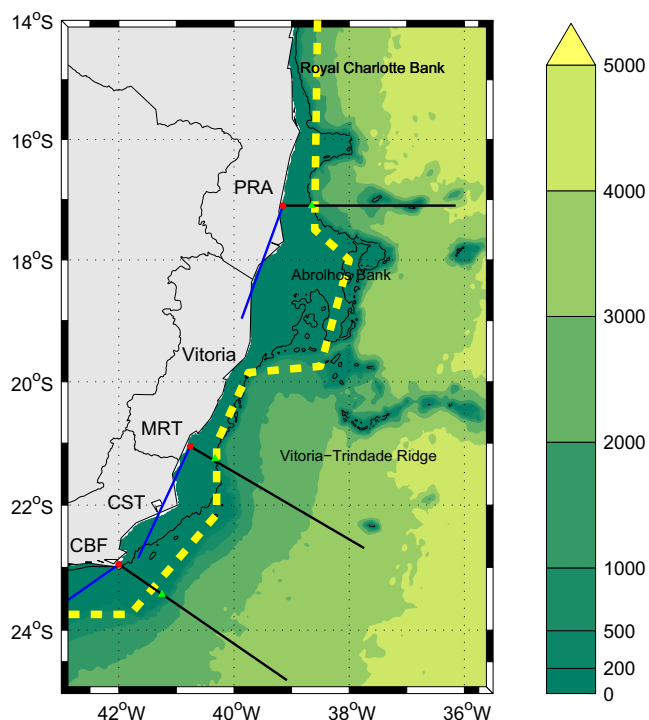 14°S
16°S
18°S
20°S
22°S
24°S
42°W
40°W
38°W
36°W
Royal Charlotte Bank
PRA
Abrolhos Bank
Vitoria
MRT
Vitoria-Trindade Ridge
CST
CBF
5000
4000
3000
2000
1000
500
200
0